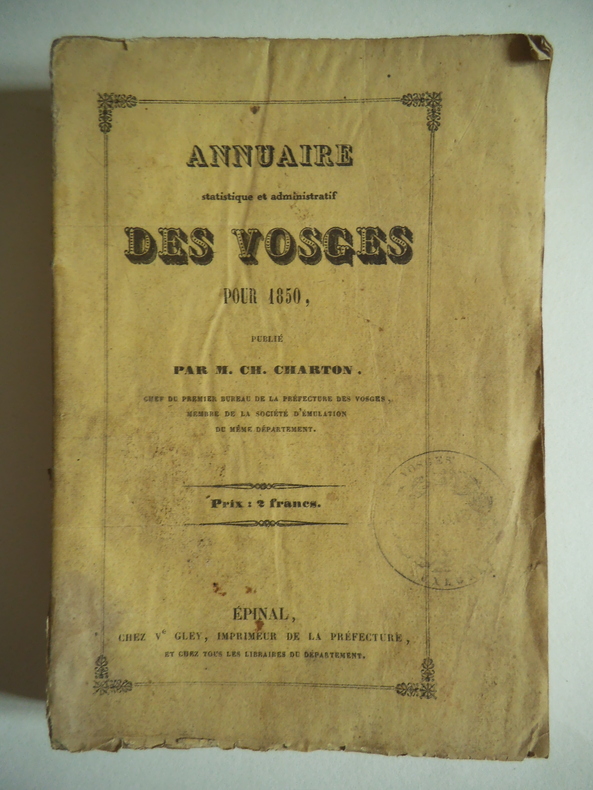 ANNUAIRE
statistique et administratif
DES VOSGES
POUR 1850,
PUBLIÉ
PAR M. CH. CHARTON.
CHEF DU PREMIER BUREAU DE LA PRÉFECTURE DES VOSGES,
MEMBRE DE LA SOCIÉTÉ D'ÉMULATION
DU MÊME DÉPARTEMENT.
Prix : 2 francs.
ÉPINAL,
CHEZ Ve GLEY, IMPRIMEUR DE LA PRÉFECTURE,
ET CHEZ TOUS LES LIBRAIRES DU DÉPARTEMENT.